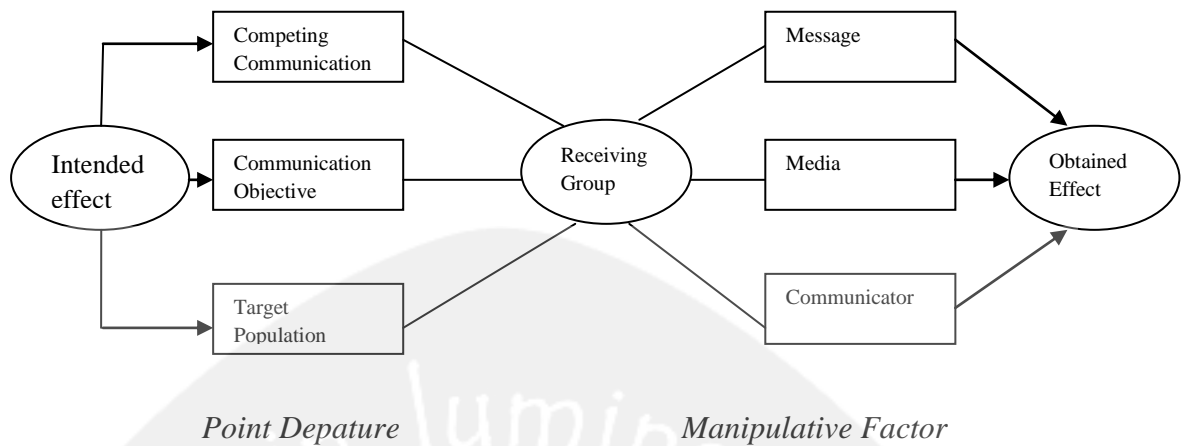 Competing
Communication
Message
Intended
effect
Communication
Objective
Receiving
Group
Media
Obtained
Effect
Target
Population
Communicator
Point Depature
Manipulative Factor